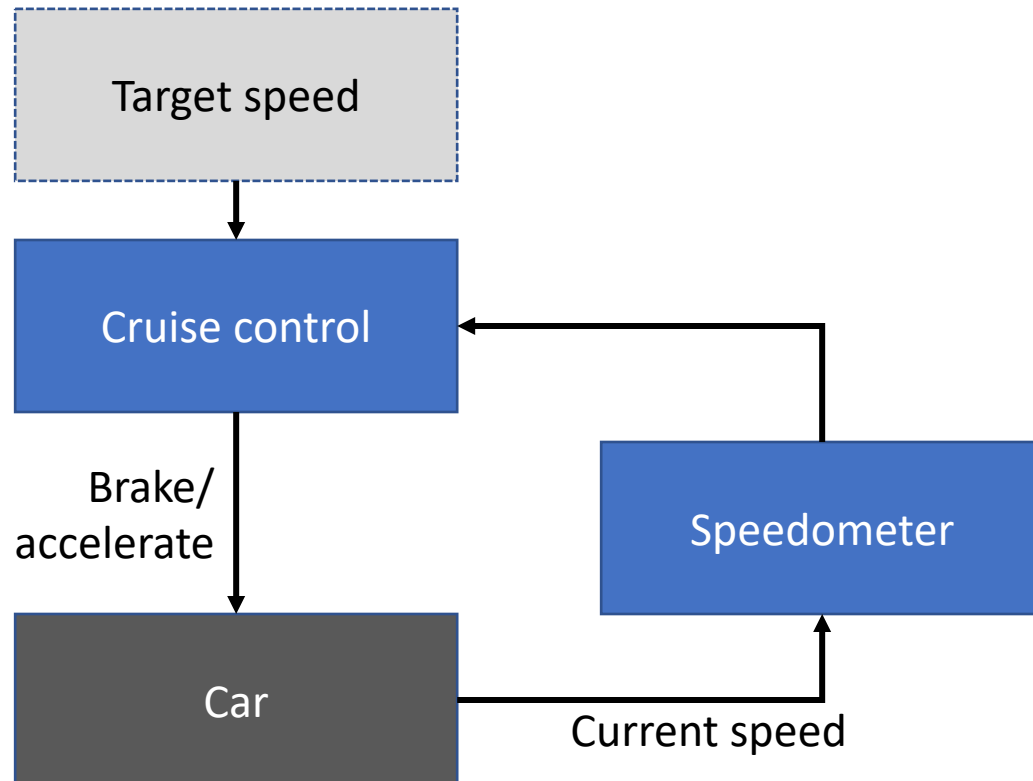 Target speed
Cruise control
Brake/
accelerate
Speedometer
Car
Current speed